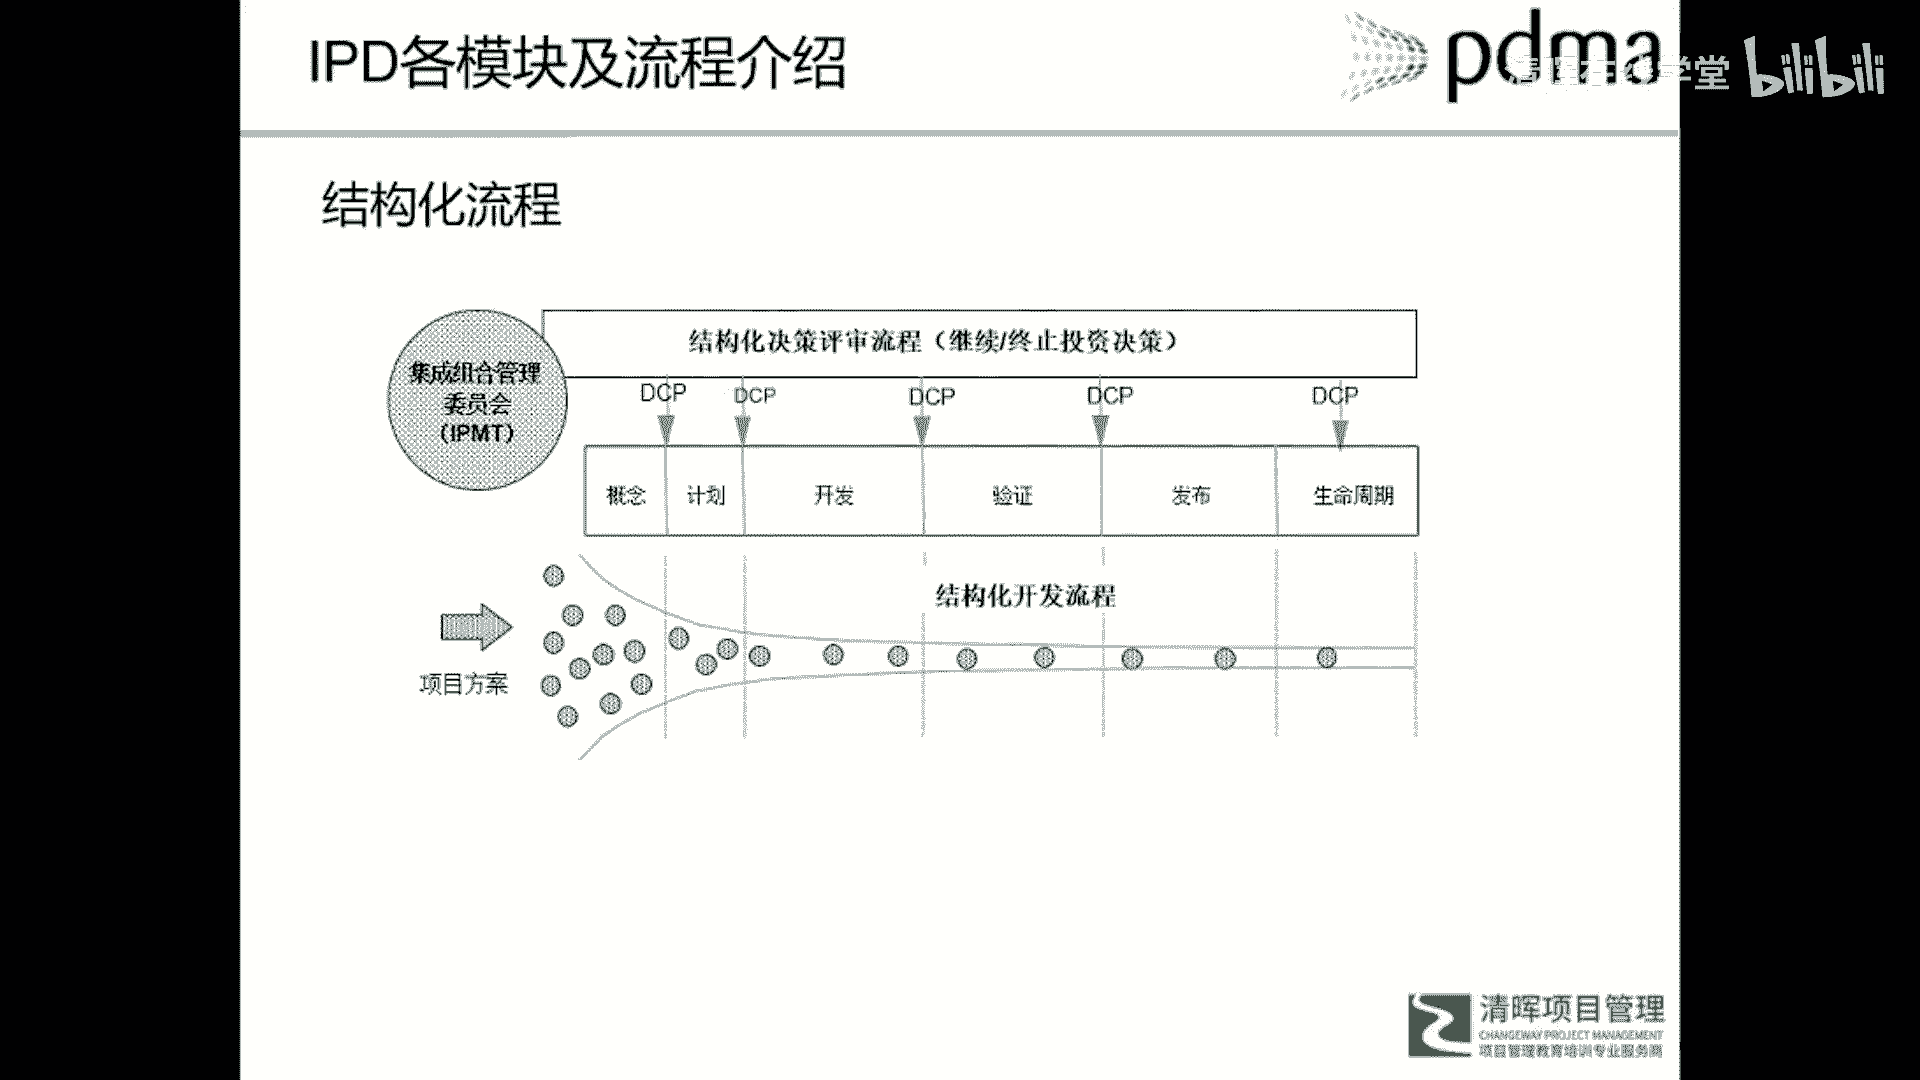 IPD各模块及流程介绍
pdma
清晖在线学堂 bilibili
结构化流程
结构化决策评审流程（继续/终止投资决策）
集成组合管理
委员会
（IPMT）
DCP DCP DCP DCP DCP
概念 计划 开发 验证 发布 生命周期
结构化开发流程
项目方案
清晖项目管理
CHANGEWAY PROJECT MANAGEMENT
项目管理教育培训专业服务商